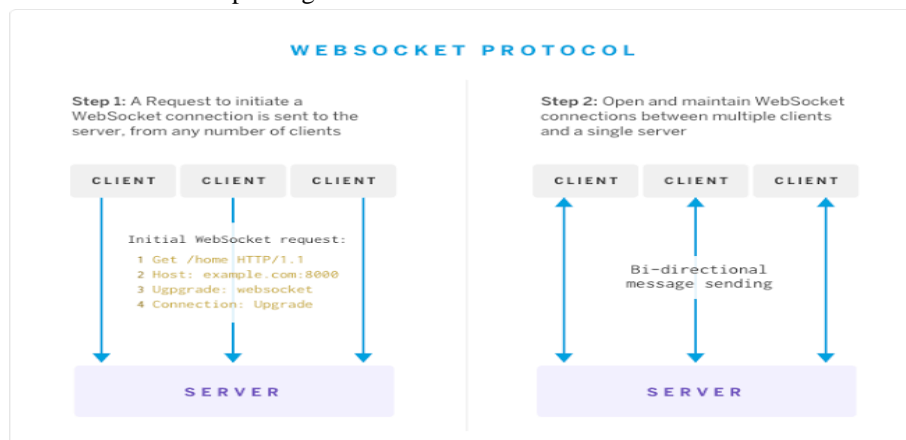 WEBSOCKET PROTOCOL
Step 1: A Request to initiate a
WebSocket connection is sent to the
server, from any number of clients
CLIENT CLIENT CLIENT
Initial WebSocket request:
1 Get /home HTTP/1.1
2 Host: example.com:8000
3 Ugpgrade: websocket
4 Connection: Upgrade
SERVER
Step 2: Open and maintain WebSocket
connections between multiple clients
and a single server
CLIENT CLIENT CLIENT
Bi-directional
message sending
SERVER